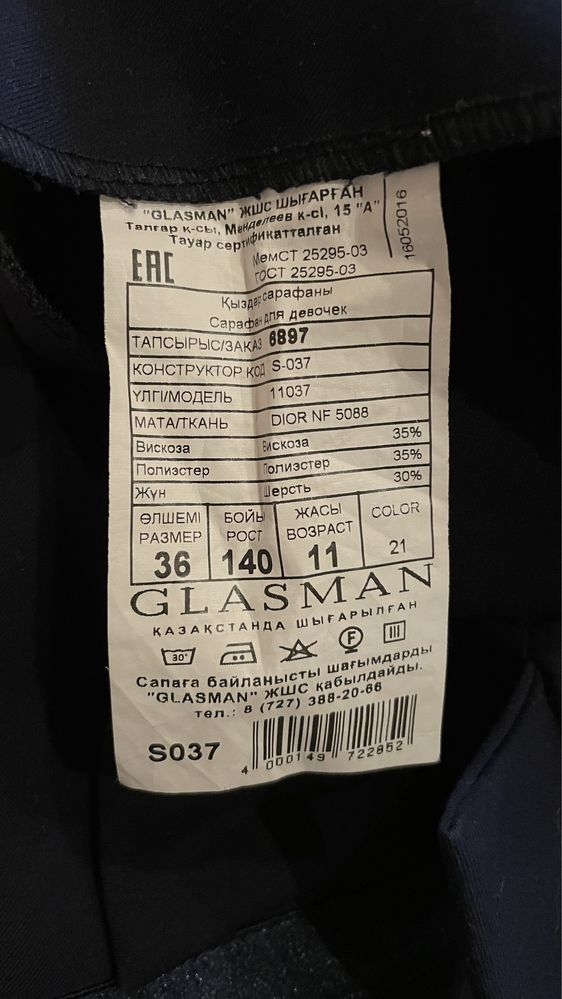 "GLASMAN" ЖШС ШЫҒАРҒАН
Талғар қ-сы, Менделеев к-сі, 15 "А"
Тауар сертификатталған
16052016
ЕАС
МемСТ 25295-03
ГОСТ 25295-03
Қыздар сарафаны
Сарафан для девочек
ТАПСЫРЫС/ЗАКАЗ 6897
КОНСТРУКТОР.КОД S-037
ҮЛГІ/МОДЕЛЬ 11037
МАТА/ТКАНЬ DIOR NF 5088
Вискоза Вискоза 35%
Полиэстер Полиэстер 35%
Жүн Шерсть 30%
ӨЛШЕМІ БОЙЫ ЖАСЫ COLOR
РАЗМЕР РОСТ ВОЗРАСТ
36 140 11 21
GLASMAN
ҚАЗАҚСТАНДА ШЫҒАРЫЛҒАН
30° F
Сапаға байланысты шағымдарды
"GLASMAN" ЖШС қабылдайды.
тел.: 8 (727) 388-20-66
S037
4 000149 722852